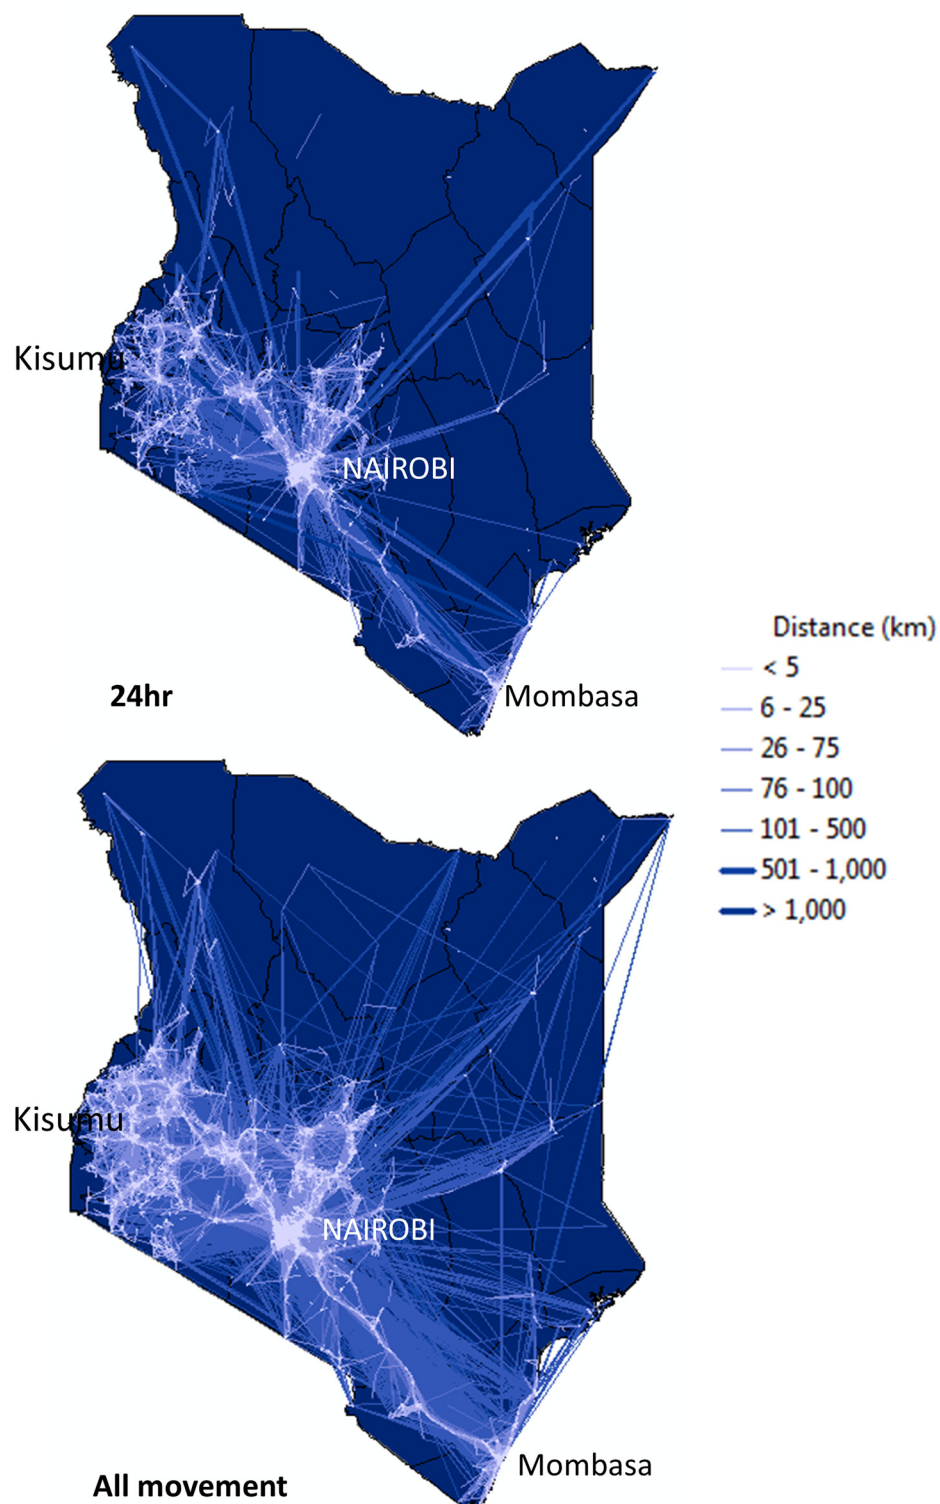 Kisumu
NAIROBI
24hr
Mombasa
Distance (km)
< 5
6 - 25
26 - 75
76 - 100
101 - 500
501 - 1,000
> 1,000
Kisumu
NAIROBI
Mombasa
All movement